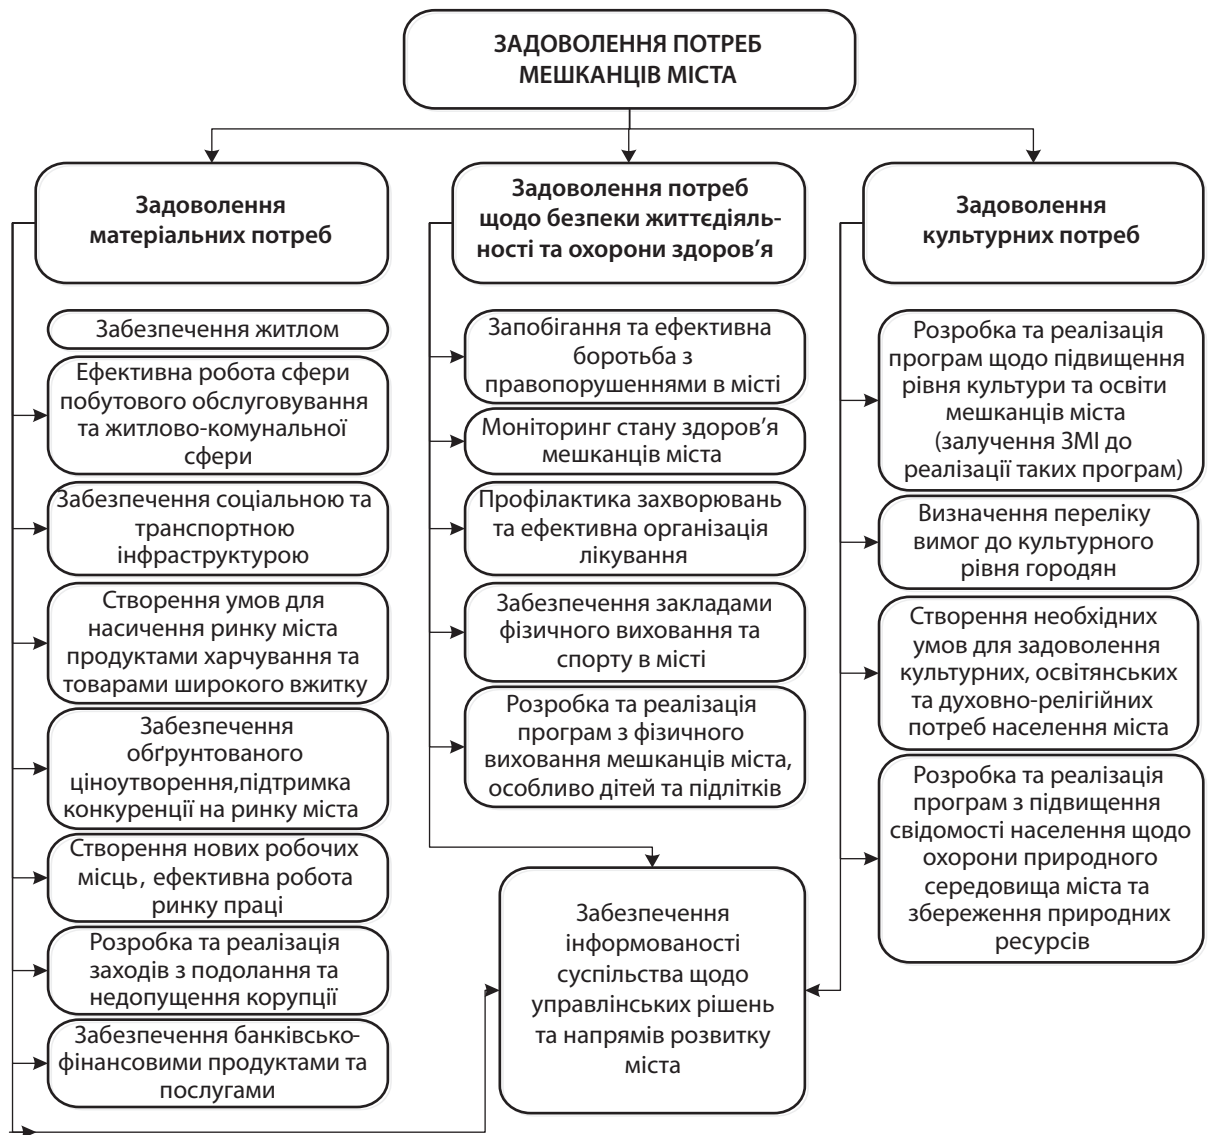 ЗАДОВОЛЕННЯ ПОТРЕБ
МЕШКАНЦІВ МІСТА
Задоволення
матеріальних потреб
Забезпечення житлом
Ефективна робота сфери
побутового обслуговування
та житлово-комунальної
сфери
Забезпечення соціальною та
транспортною
інфраструктурою
Створення умов для
насичення ринку міста
продуктами харчування та
товарами широкого вжитку
Забезпечення
обґрунтованого
ціноутворення,підтримка
конкуренції на ринку міста
Створення нових робочих
місць, ефективна робота
ринку праці
Розробка та реалізація
заходів з подолання та
недопущення корупції
Забезпечення банківсько-
фінансовими продуктами та
послугами
Задоволення потреб
щодо безпеки життєдіяль-
ності та охорони здоров’я
Запобігання та ефективна
боротьба з
правопорушеннями в місті
Моніторинг стану здоров’я
мешканців міста
Профілактика захворювань
та ефективна організація
лікування
Забезпечення закладами
фізичного виховання та
спорту в місті
Розробка та реалізація
програм з фізичного
виховання мешканців міста,
особливо дітей та підлітків
Забезпечення
інформованості
суспільства щодо
управлінських рішень
та напрямів розвитку
міста
Задоволення
культурних потреб
Розробка та реалізація
програм щодо підвищення
рівня культури та освіти
мешканців міста
(залучення ЗМІ до
реалізації таких програм)
Визначення переліку
вимог до культурного
рівня городян
Створення необхідних
умов для задоволення
культурних, освітянських
та духовно-релігійних
потреб населення міста
Розробка та реалізація
програм з підвищення
свідомості населення щодо
охорони природного
середовища міста та
збереження природних
ресурсів